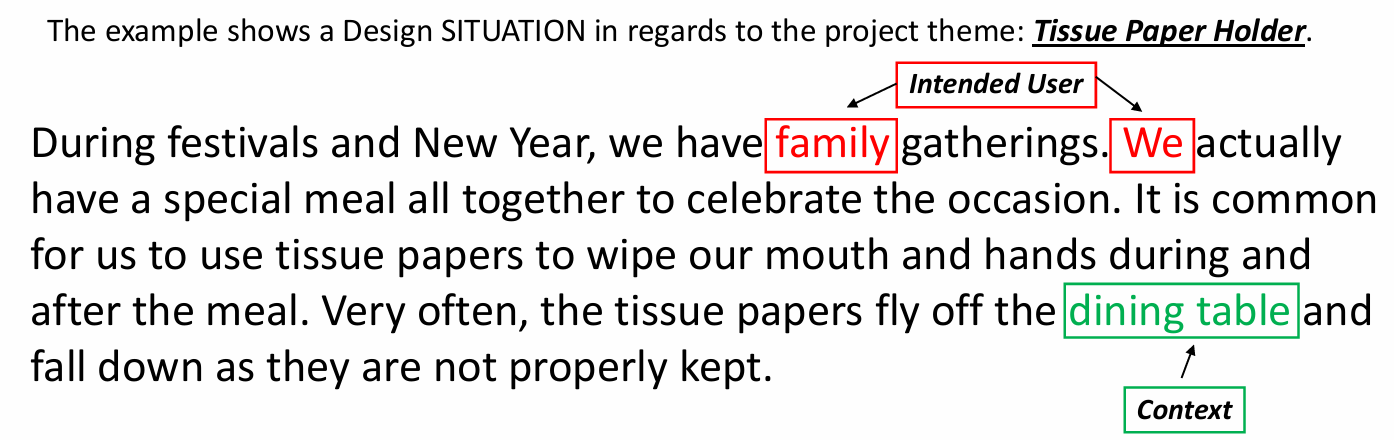 The example shows a Design SITUATION in regards to the project theme: Tissue Paper Holder.
Intended User
During festivals and New Year, we have family gatherings. We actually
have a special meal all together to celebrate the occasion. It is common
for us to use tissue papers to wipe our mouth and hands during and
after the meal. Very often, the tissue papers fly off the dining table and
fall down as they are not properly kept.
Context